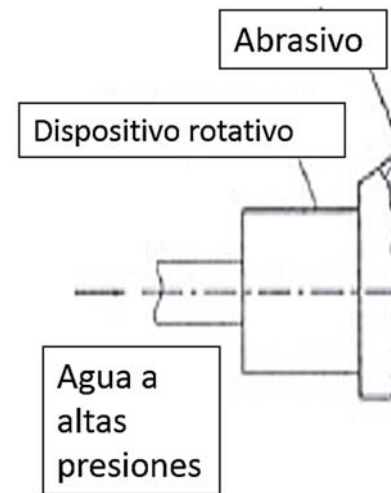 Abrasivo
Dispositivo rotativo
Agua a
altas
presiones